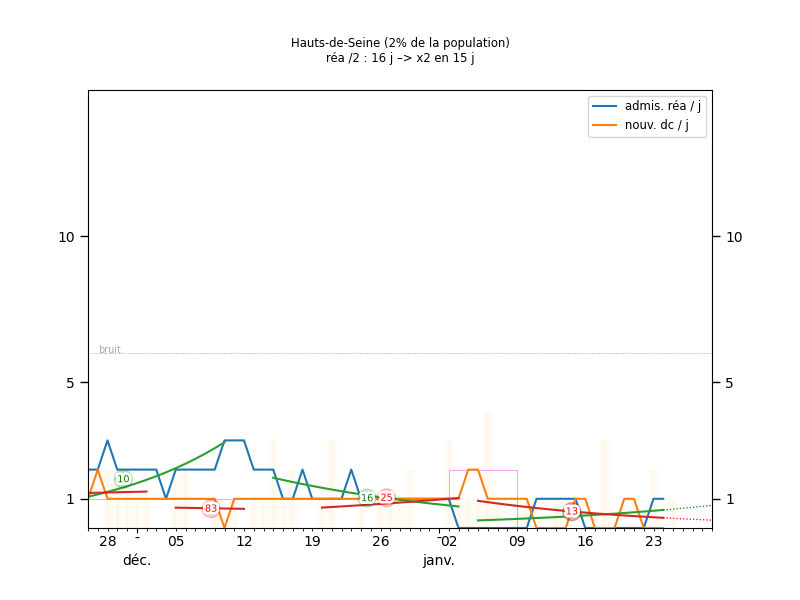 Hauts-de-Seine (2% de la population)
réa /2 : 16 j –> x2 en 15 j
admis. réa / j
nouv. dc / j
10
10
bruit
5
5
10
16
25
83
13
1
1
28
05
12
19
26
02
09
16
23
déc.
janv.